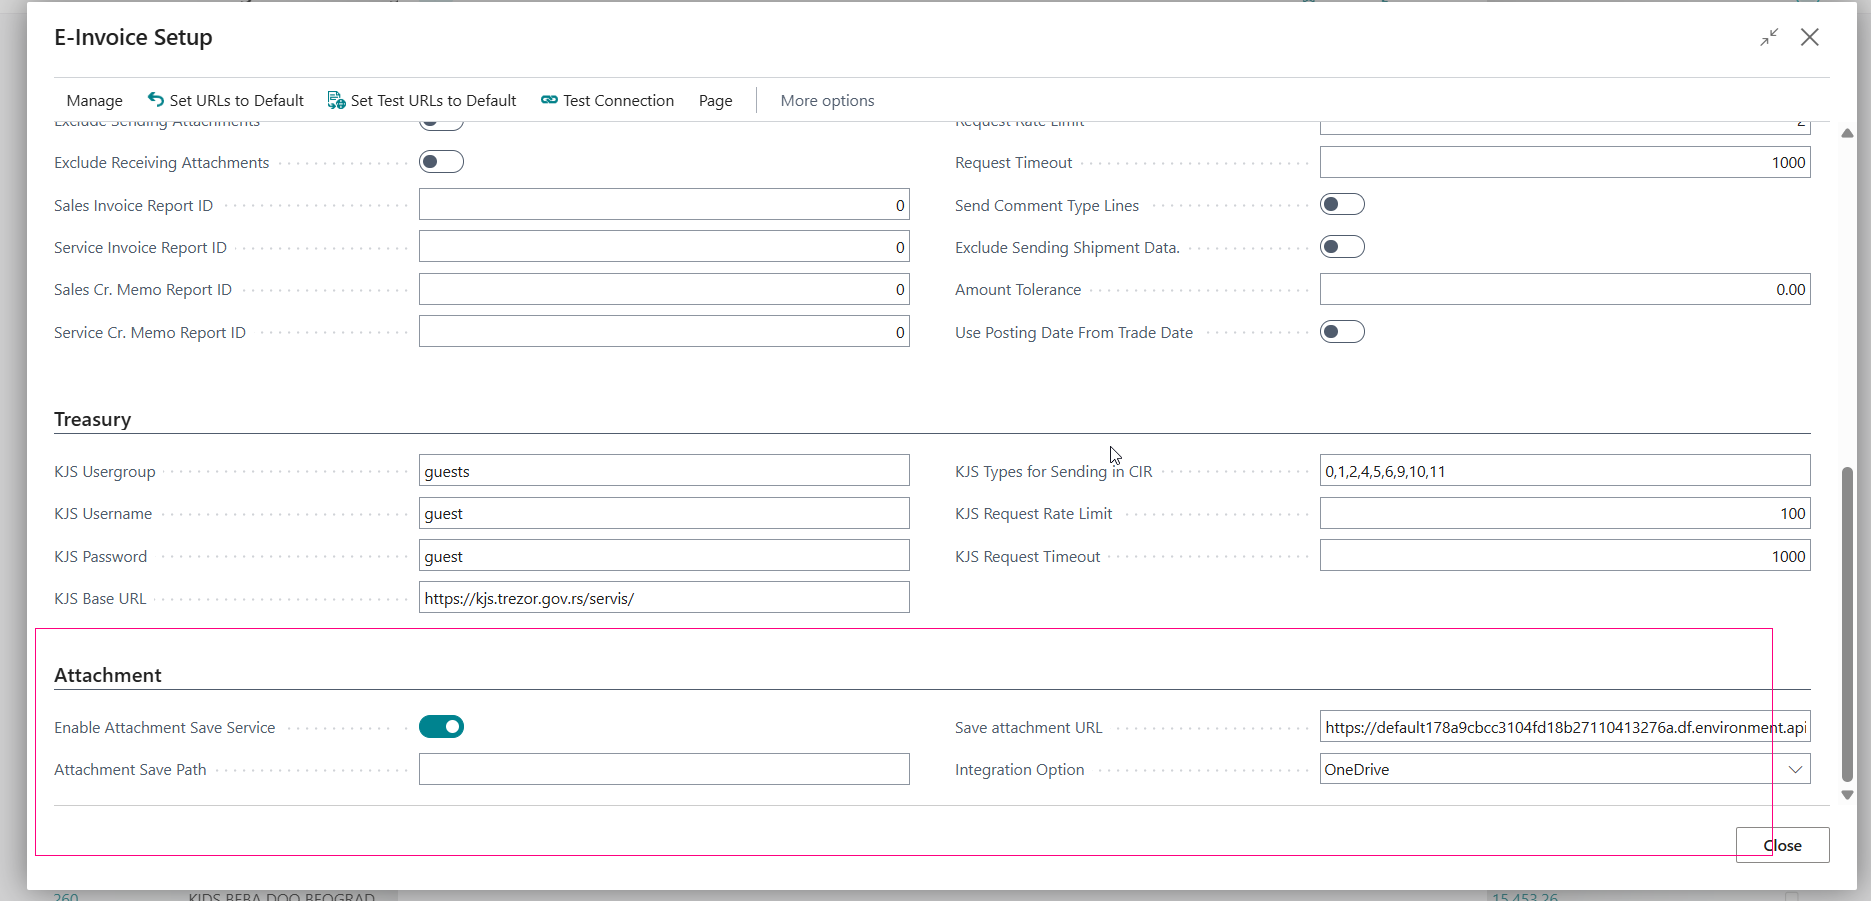 E-Invoice Setup
Manage Set URLs to Default Set Test URLs to Default Test Connection Page More options
Exclude Sending Attachments
Request Rate Limit 2
Exclude Receiving Attachments
Request Timeout 1000
Sales Invoice Report ID 0
Send Comment Type Lines
Service Invoice Report ID 0
Exclude Sending Shipment Data.
Sales Cr. Memo Report ID 0
Amount Tolerance 0.00
Service Cr. Memo Report ID 0
Use Posting Date From Trade Date
Treasury
KJS Usergroup guests
KJS Types for Sending in CIR 0,1,2,4,5,6,9,10,11
KJS Username guest
KJS Request Rate Limit 100
KJS Password guest
KJS Request Timeout 1000
KJS Base URL https://kjs.trezor.gov.rs/servis/
Attachment
Enable Attachment Save Service
Save attachment URL https://default178a9cbcc3104fd18b27110413276a.df.environment.api
Attachment Save Path
Integration Option OneDrive
Close
260 KIDS BEBA DOO BEOGRAD 15.453,26